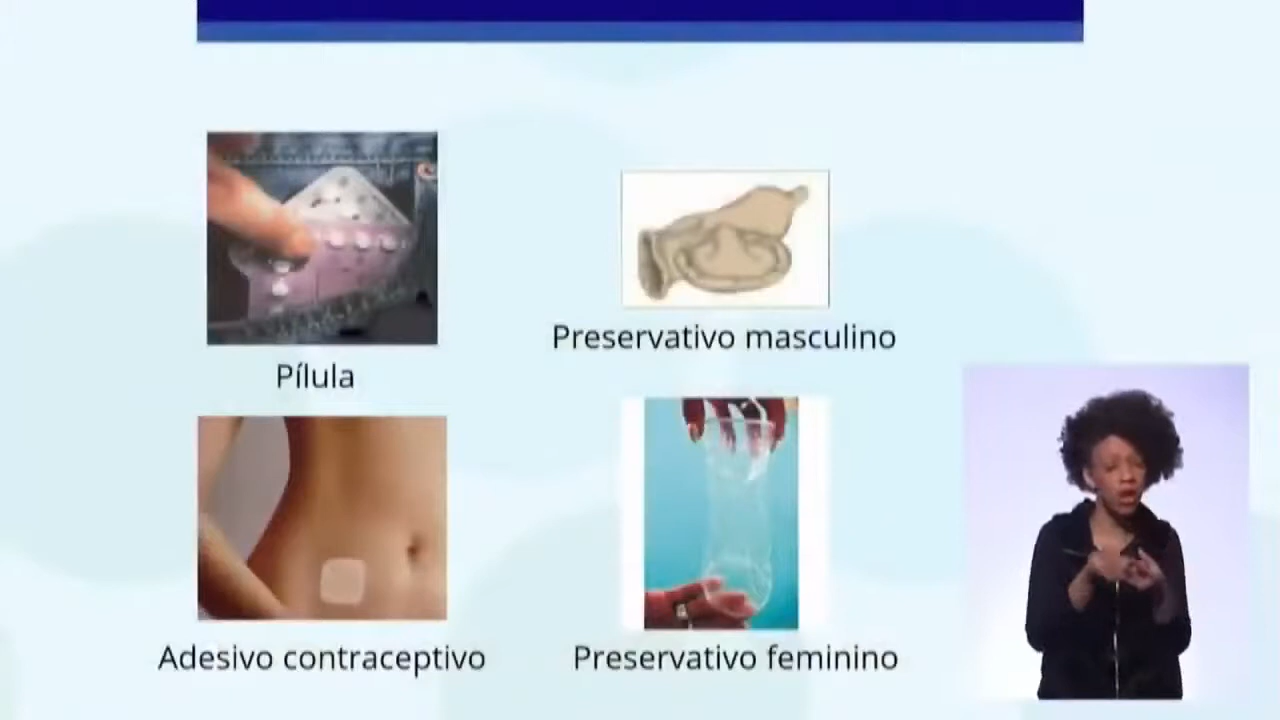 Pílula
Preservativo masculino
Adesivo contraceptivo
Preservativo feminino